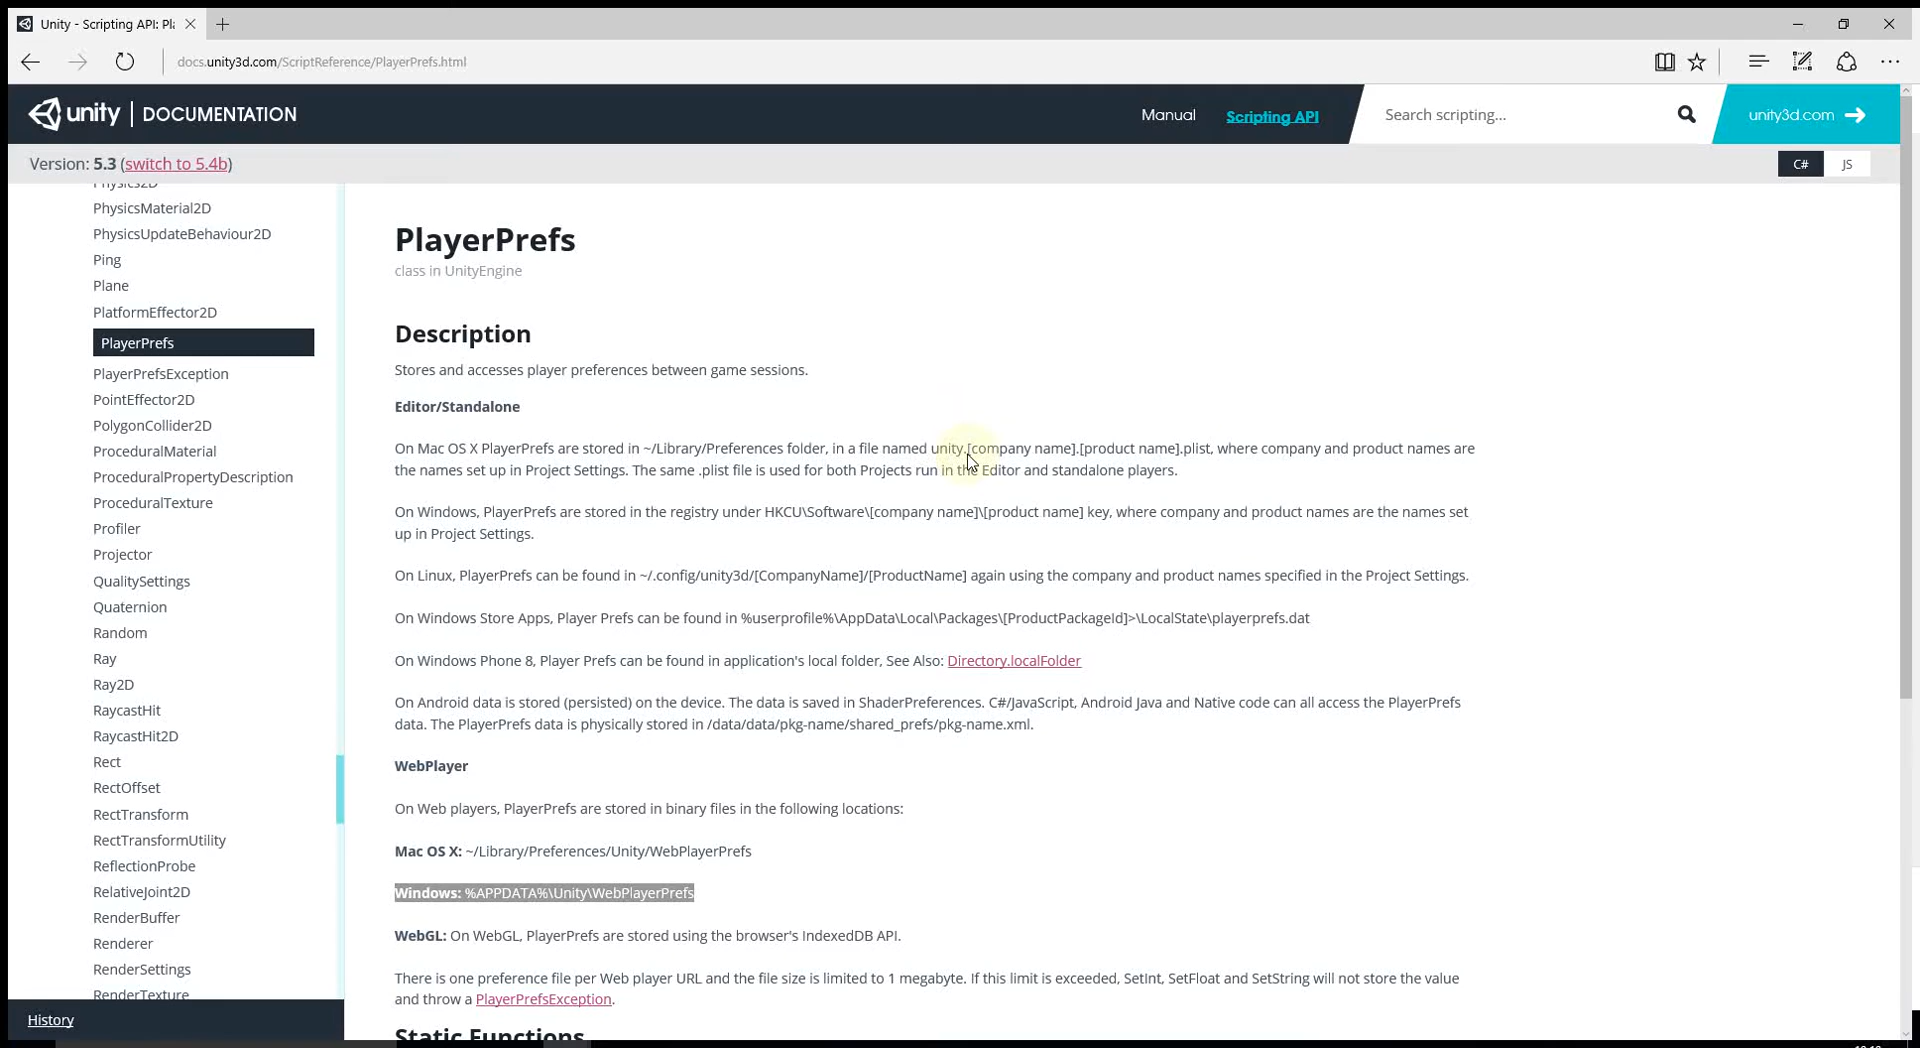 Unity - Scripting API: Pl
docs.unity3d.com/ScriptReference/PlayerPrefs.html
unity | DOCUMENTATION
Manual
Scripting API
Search scripting...
unity3d.com
Version: 5.3 (switch to 5.4b)
C#
JS
Physics2D
PhysicsMaterial2D
PhysicsUpdateBehaviour2D
Ping
Plane
PlatformEffector2D
PlayerPrefs
PlayerPrefsException
PointEffector2D
PolygonCollider2D
ProceduralMaterial
ProceduralPropertyDescription
ProceduralTexture
Profiler
Projector
QualitySettings
Quaternion
Random
Ray
Ray2D
RaycastHit
RaycastHit2D
Rect
RectOffset
RectTransform
RectTransformUtility
ReflectionProbe
RelativeJoint2D
RenderBuffer
Renderer
RenderSettings
RenderTexture
History
PlayerPrefs
class in UnityEngine
Description
Stores and accesses player preferences between game sessions.
Editor/Standalone
On Mac OS X PlayerPrefs are stored in ~/Library/Preferences folder, in a file named unity.[company name].[product name].plist, where company and product names are
the names set up in Project Settings. The same .plist file is used for both Projects run in the Editor and standalone players.
On Windows, PlayerPrefs are stored in the registry under HKCU\Software\[company name]\[product name] key, where company and product names are the names set
up in Project Settings.
On Linux, PlayerPrefs can be found in ~/.config/unity3d/[CompanyName]/[ProductName] again using the company and product names specified in the Project Settings.
On Windows Store Apps, Player Prefs can be found in %userprofile%\AppData\Local\Packages\[ProductPackageId]>\LocalState\playerprefs.dat
On Windows Phone 8, Player Prefs can be found in application's local folder, See Also: Directory.localFolder
On Android data is stored (persisted) on the device. The data is saved in ShaderPreferences. C#/JavaScript, Android Java and Native code can all access the PlayerPrefs
data. The PlayerPrefs data is physically stored in /data/data/pkg-name/shared_prefs/pkg-name.xml.
WebPlayer
On Web players, PlayerPrefs are stored in binary files in the following locations:
Mac OS X: ~/Library/Preferences/Unity/WebPlayerPrefs
Windows: %APPDATA%\Unity\WebPlayerPrefs
WebGL: On WebGL, PlayerPrefs are stored using the browser's IndexedDB API.
There is one preference file per Web player URL and the file size is limited to 1 megabyte. If this limit is exceeded, SetInt, SetFloat and SetString will not store the value
and throw a PlayerPrefsException.
Static Functions